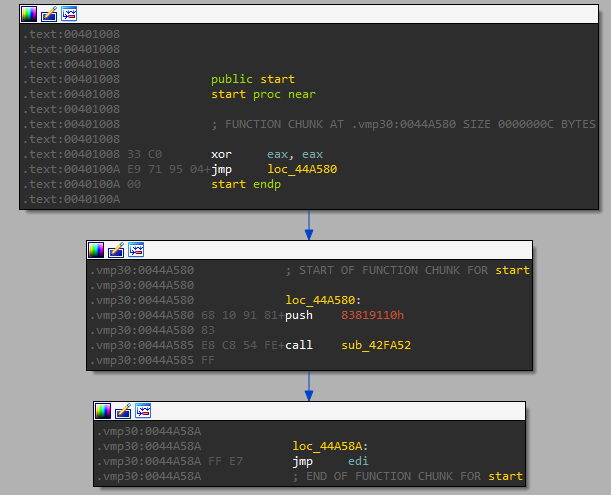 .text:00401008
.text:00401008
.text:00401008
.text:00401008 public start
.text:00401008 start proc near
.text:00401008
.text:00401008 ; FUNCTION CHUNK AT .vmp30:0044A580 SIZE 0000000C BYTES
.text:00401008
.text:00401008 33 C0 xor eax, eax
.text:0040100A E9 71 95 04+jmp loc_44A580
.text:0040100A 00 start endp
.text:0040100A
.vmp30:0044A580 ; START OF FUNCTION CHUNK FOR start
.vmp30:0044A580
.vmp30:0044A580 loc_44A580:
.vmp30:0044A580 68 10 91 81+push 83819110h
.vmp30:0044A580 83
.vmp30:0044A585 E8 C8 54 FE+call sub_42FA52
.vmp30:0044A585 FF
.vmp30:0044A58A
.vmp30:0044A58A loc_44A58A:
.vmp30:0044A58A FF E7 jmp edi
.vmp30:0044A58A ; END OF FUNCTION CHUNK FOR start